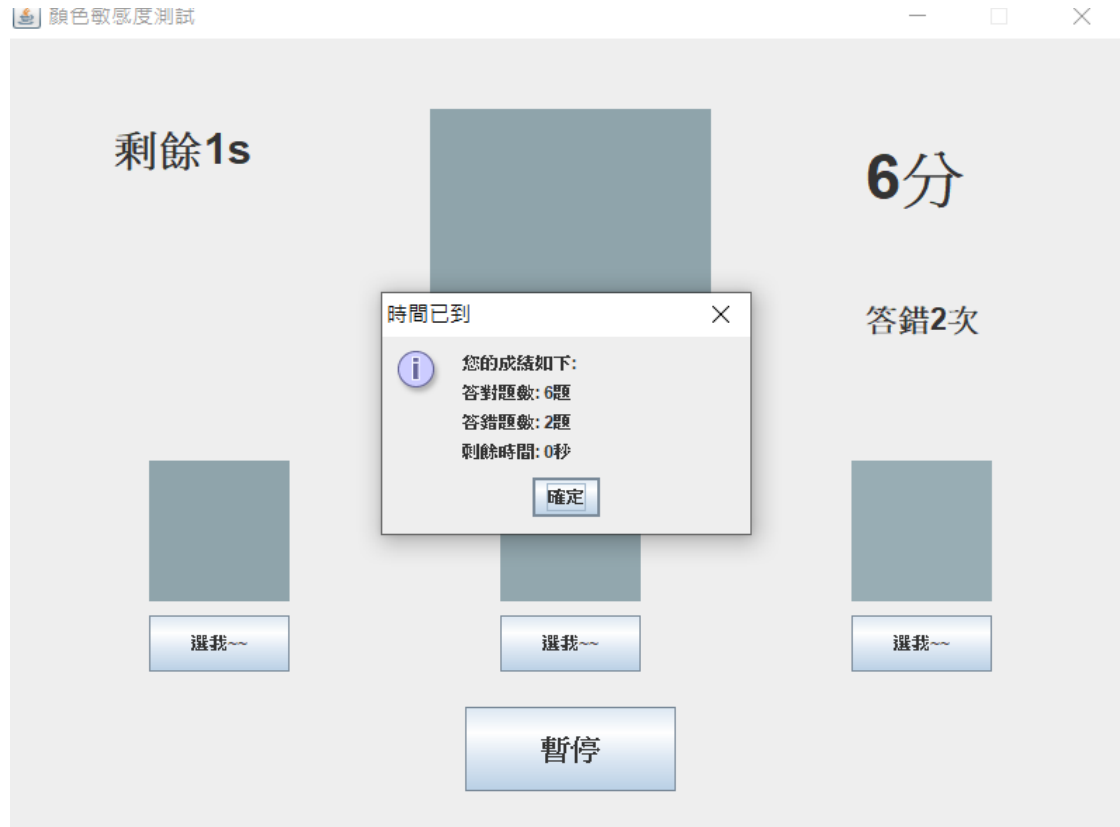 顏色敏感度測試
剩餘1s
6分
時間已到
答錯2次
您的成績如下:
答對題數: 6題
答錯題數: 2題
剩餘時間: 0秒
確定
選我~~
選我~~
選我~~
暫停